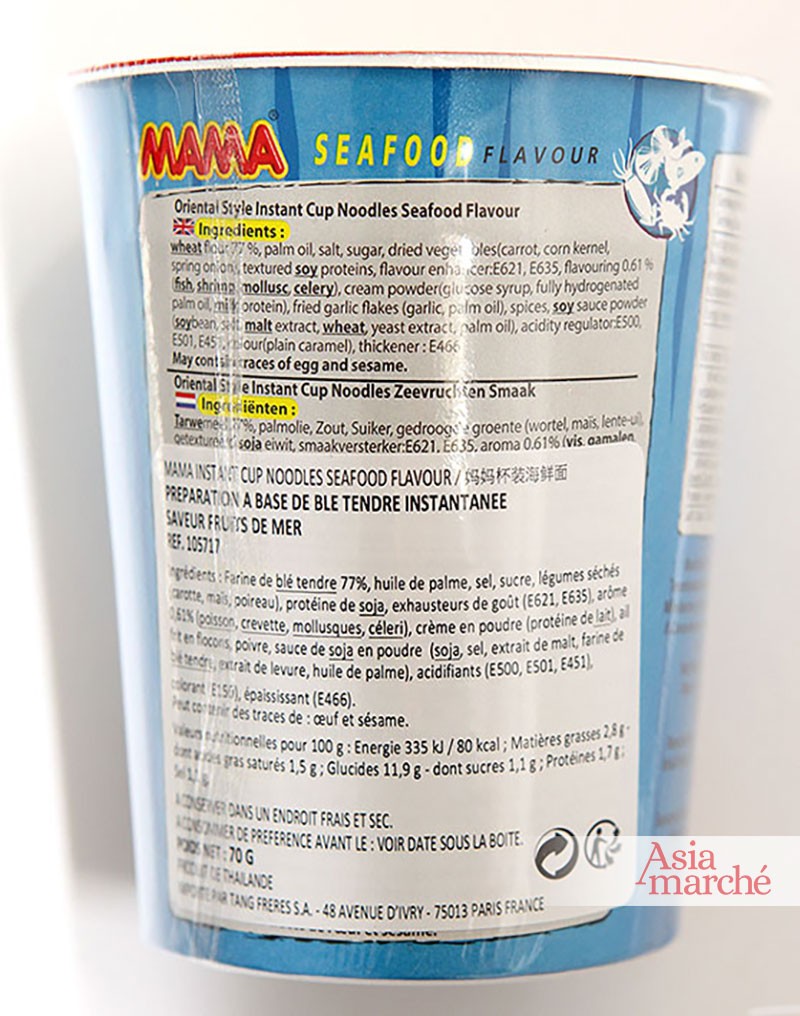 MAMA SEAFOOD FLAVOUR
Oriental Style Instant Cup Noodles Seafood Flavour
Ingredients :
wheat flour 77 %, palm oil, salt, sugar, dried vegetables(carrot, corn kernel,
spring onion, textured soy proteins, flavour enhancer:E621, E635, flavouring 0.61 %
(fish, shrimp, mollusc, celery), cream powder(glucose syrup, fully hydrogenated
palm oil, milk protein), fried garlic flakes (garlic, palm oil), spices, soy sauce powder
(soybean, salt, malt extract, wheat, yeast extract, palm oil), acidity regulator:E500,
E501, E451, colour(plain caramel), thickener : E466
May contain traces of egg and sesame.
Oriental Style Instant Cup Noodles Zeevruchten Smaak
Ingrediënten :
Tarwemeel 77%, palmolie, Zout, Suiker, gedroogde groente (wortel, maïs, lente-ui,
getextureerd soja eiwit, smaakversterker:E621, E635, aroma 0.61% (vis, garnalen,
MAMA INSTANT CUP NOODLES SEAFOOD FLAVOUR / 妈妈杯装海鲜面
PREPARATION A BASE DE BLE TENDRE INSTANTANEE
SAVEUR FRUITS DE MER
REF. 105717
Ingrédients : Farine de blé tendre 77%, huile de palme, sel, sucre, légumes séchés
(carotte, maïs, poireau), protéine de soja, exhausteurs de goût (E621, E635), arôme
0,61% (poisson, crevette, mollusques, céleri), crème en poudre (protéine de lait), ail
frit en flocons, poivre, sauce de soja en poudre (soja, sel, extrait de malt, farine de
blé tendre, extrait de levure, huile de palme), acidifiants (E500, E501, E451),
colorant (E150), épaississant (E466).
Peut contenir des traces de : œuf et sésame.
Valeurs nutritionnelles pour 100 g : Energie 335 kJ / 80 kcal ; Matières grasses 2,8 g -
dont acides gras saturés 1,5 g ; Glucides 11,9 g - dont sucres 1,1 g ; Protéines 1,7 g ;
Sel 1,1 g
A CONSERVER DANS UN ENDROIT FRAIS ET SEC.
A CONSOMMER DE PREFERENCE AVANT LE : VOIR DATE SOUS LA BOITE.
POIDS NET : 70 G
PRODUIT DE THAILANDE
IMPORTE PAR TANG FRERES S.A. - 48 AVENUE D'IVRY - 75013 PARIS FRANCE
Asia
marché